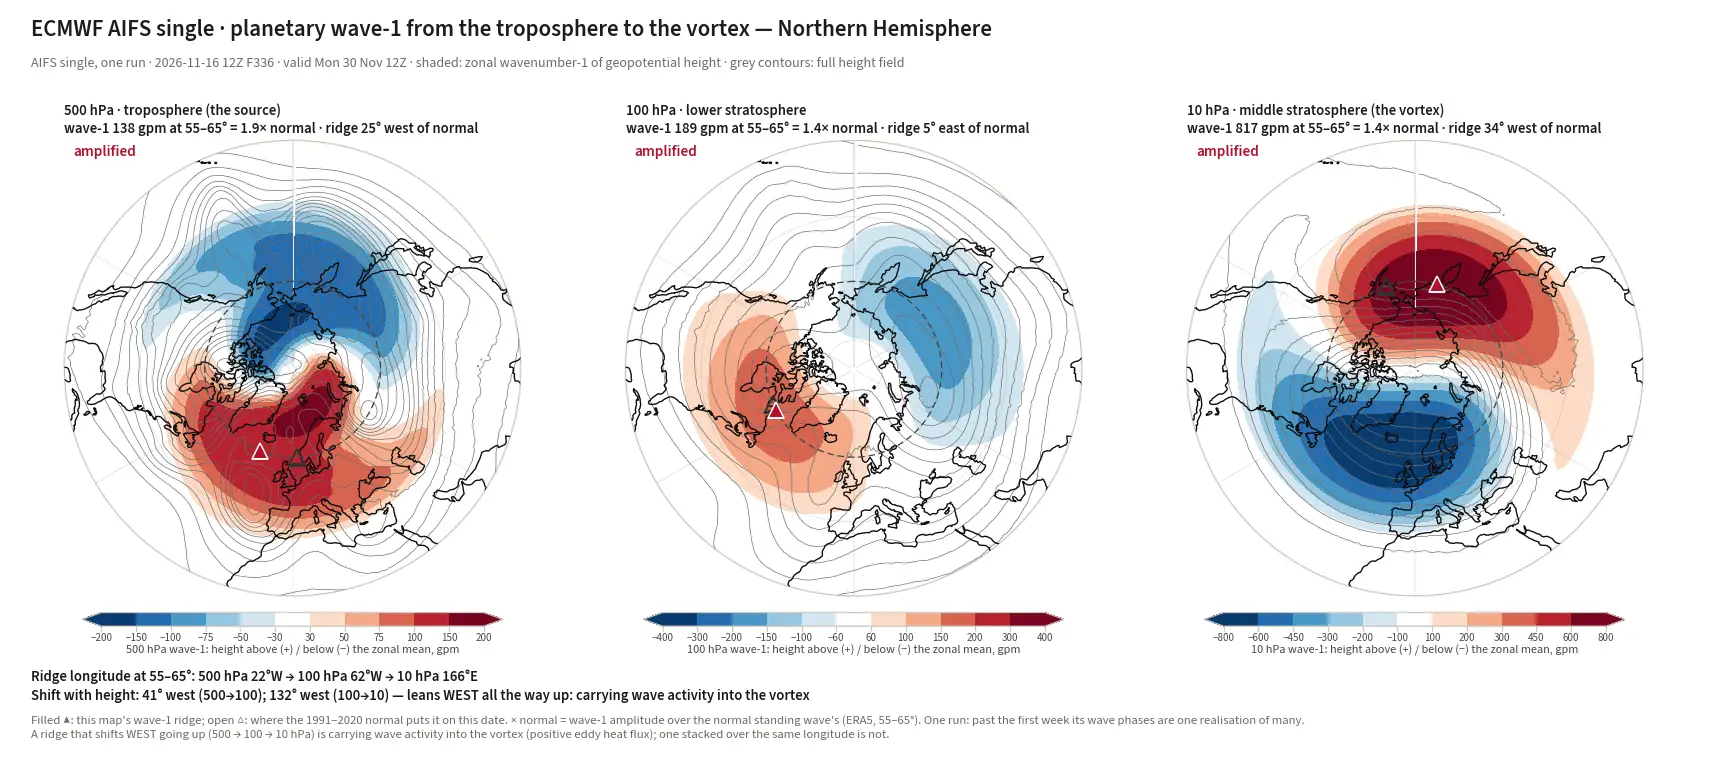 ECMWF AIFS single · planetary wave-1 from the troposphere to the vortex — Northern Hemisphere
AIFS single, one run · 2026-11-16 12Z F336 · valid Mon 30 Nov 12Z · shaded: zonal wavenumber-1 of geopotential height · grey contours: full height field
500 hPa · troposphere (the source)
wave-1 138 gpm at 55–65° = 1.9× normal · ridge 25° west of normal
amplified
100 hPa · lower stratosphere
wave-1 189 gpm at 55–65° = 1.4× normal · ridge 5° east of normal
amplified
10 hPa · middle stratosphere (the vortex)
wave-1 817 gpm at 55–65° = 1.4× normal · ridge 34° west of normal
amplified
−200 −150 −100 −75 −50 −30 30 50 75 100 150 200
500 hPa wave-1: height above (+) / below (−) the zonal mean, gpm
−400 −300 −200 −150 −100 −60 60 100 150 200 300 400
100 hPa wave-1: height above (+) / below (−) the zonal mean, gpm
−800 −600 −450 −300 −200 −100 100 200 300 450 600 800
10 hPa wave-1: height above (+) / below (−) the zonal mean, gpm
Ridge longitude at 55–65°: 500 hPa 22°W → 100 hPa 62°W → 10 hPa 166°E
Shift with height: 41° west (500→100); 132° west (100→10) — leans WEST all the way up: carrying wave activity into the vortex
Filled ▲: this map's wave-1 ridge; open △: where the 1991–2020 normal puts it on this date. × normal = wave-1 amplitude over the normal standing wave's (ERA5, 55–65°). One run: past the first week its wave phases are one realisation of many.
A ridge that shifts WEST going up (500 → 100 → 10 hPa) is carrying wave activity into the vortex (positive eddy heat flux); one stacked over the same longitude is not.